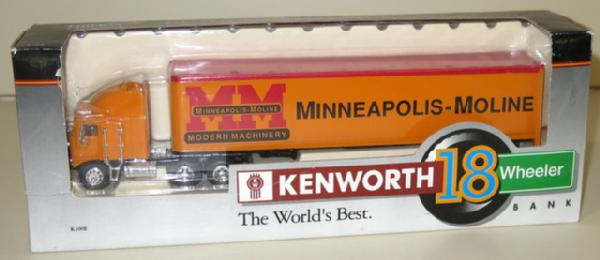 MM
MINNEAPOLIS-MOLINE
MODERN MACHINERY
MINNEAPOLIS-MOLINE
KENWORTH
18 Wheeler
BANK
The World's Best.